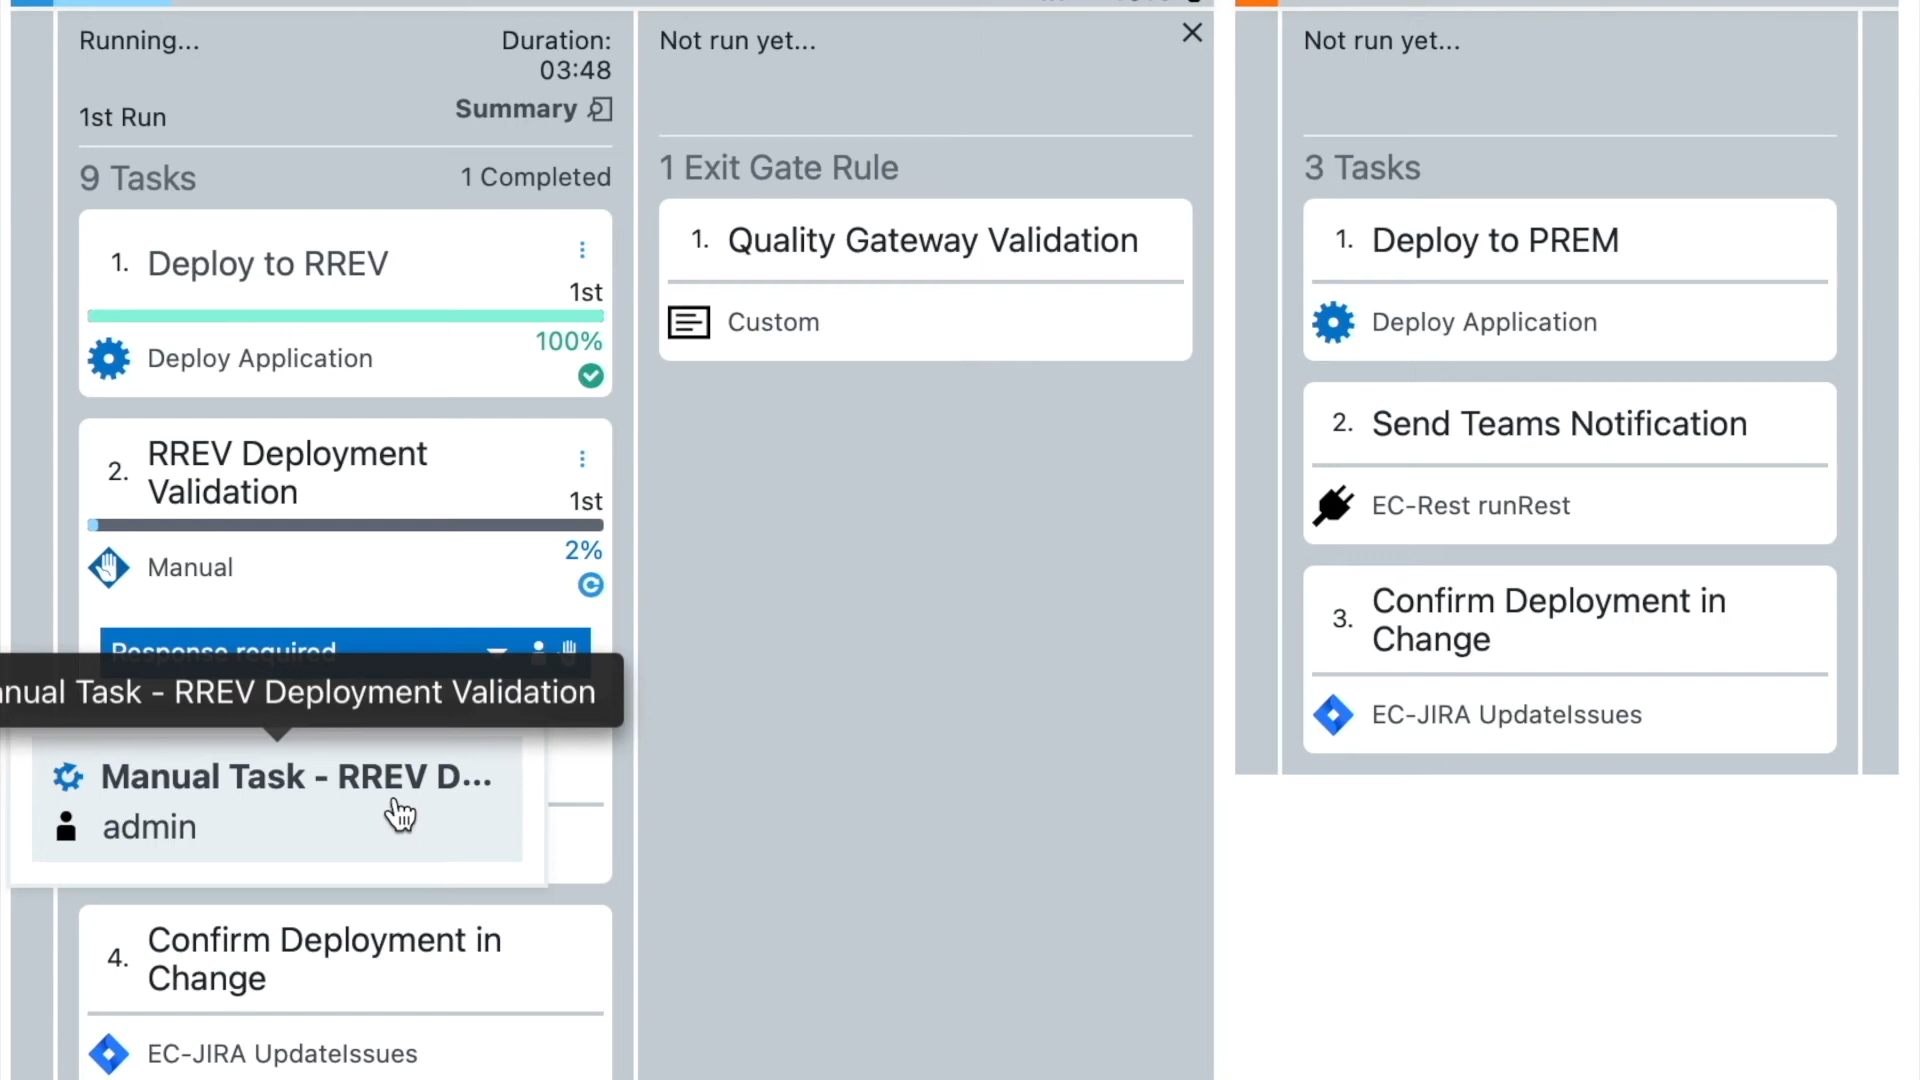 Running...
Duration:
03:48
1st Run
Summary
9 Tasks
1 Completed
1. Deploy to RREV
1st
100%
Deploy Application
2. RREV Deployment
Validation
1st
2%
Manual
Response required
Task - RREV Deployment Validation
Manual Task - RREV D...
admin
4. Confirm Deployment in
Change
EC-JIRA UpdateIssues
Not run yet...
1 Exit Gate Rule
1. Quality Gateway Validation
Custom
Not run yet...
3 Tasks
1. Deploy to PREM
Deploy Application
2. Send Teams Notification
EC-Rest runRest
3. Confirm Deployment in
Change
EC-JIRA UpdateIssues